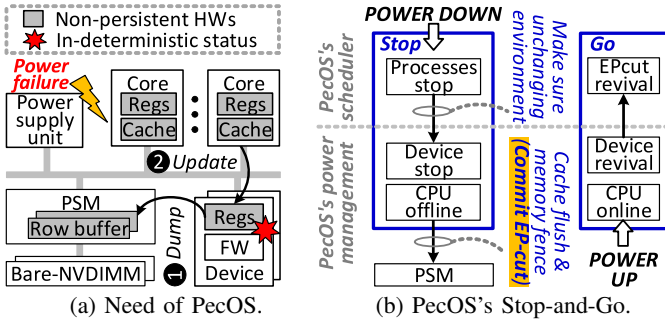 Non-persistent HWs
In-deterministic status
Power
failure
Power
supply
unit
Core
Regs
Cache
Core
Regs
Cache
2 Update
PSM
Row buffer
Bare-NVDIMM
1 Dump
Regs
FW
Device
(a) Need of PecOS.
POWER DOWN
PecOS's
scheduler
PecOS's power
management
Stop
Processes
stop
Device
stop
CPU
offline
PSM
Make sure
unchanging
environment
Cache flush &
memory fence
(Commit EP-cut)
Go
EPcut
revival
Device
revival
CPU
online
POWER
UP
(b) PecOS's Stop-and-Go.